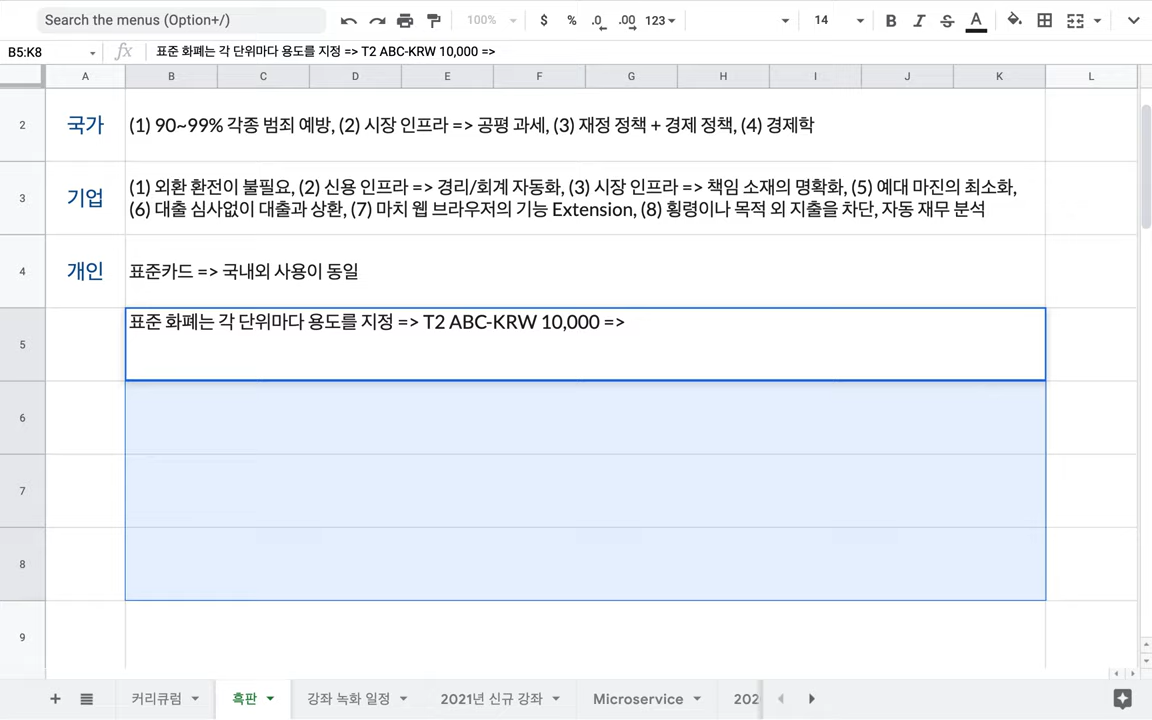 Search the menus (Option+/) 100% $ % .0 .00 123 14 B I S A
B5:K8 fx 표준 화폐는 각 단위마다 용도를 지정 => T2 ABC-KRW 10,000 =>
A B C D E F G H I J K L
2 국가 (1) 90~99% 각종 범죄 예방, (2) 시장 인프라 => 공평 과세, (3) 재정 정책 + 경제 정책, (4) 경제학
3 기업 (1) 외환 환전이 불필요, (2) 신용 인프라 => 경리/회계 자동화, (3) 시장 인프라 => 책임 소재의 명확화, (5) 예대 마진의 최소화,
(6) 대출 심사없이 대출과 상환, (7) 마치 웹 브라우저의 기능 Extension, (8) 횡령이나 목적 외 지출을 차단, 자동 재무 분석
4 개인 표준카드 => 국내외 사용이 동일
5 표준 화폐는 각 단위마다 용도를 지정 => T2 ABC-KRW 10,000 =>
6
7
8
9
+ 커리큐럼 흑판 강좌 녹화 일정 2021년 신규 강좌 Microservice 202